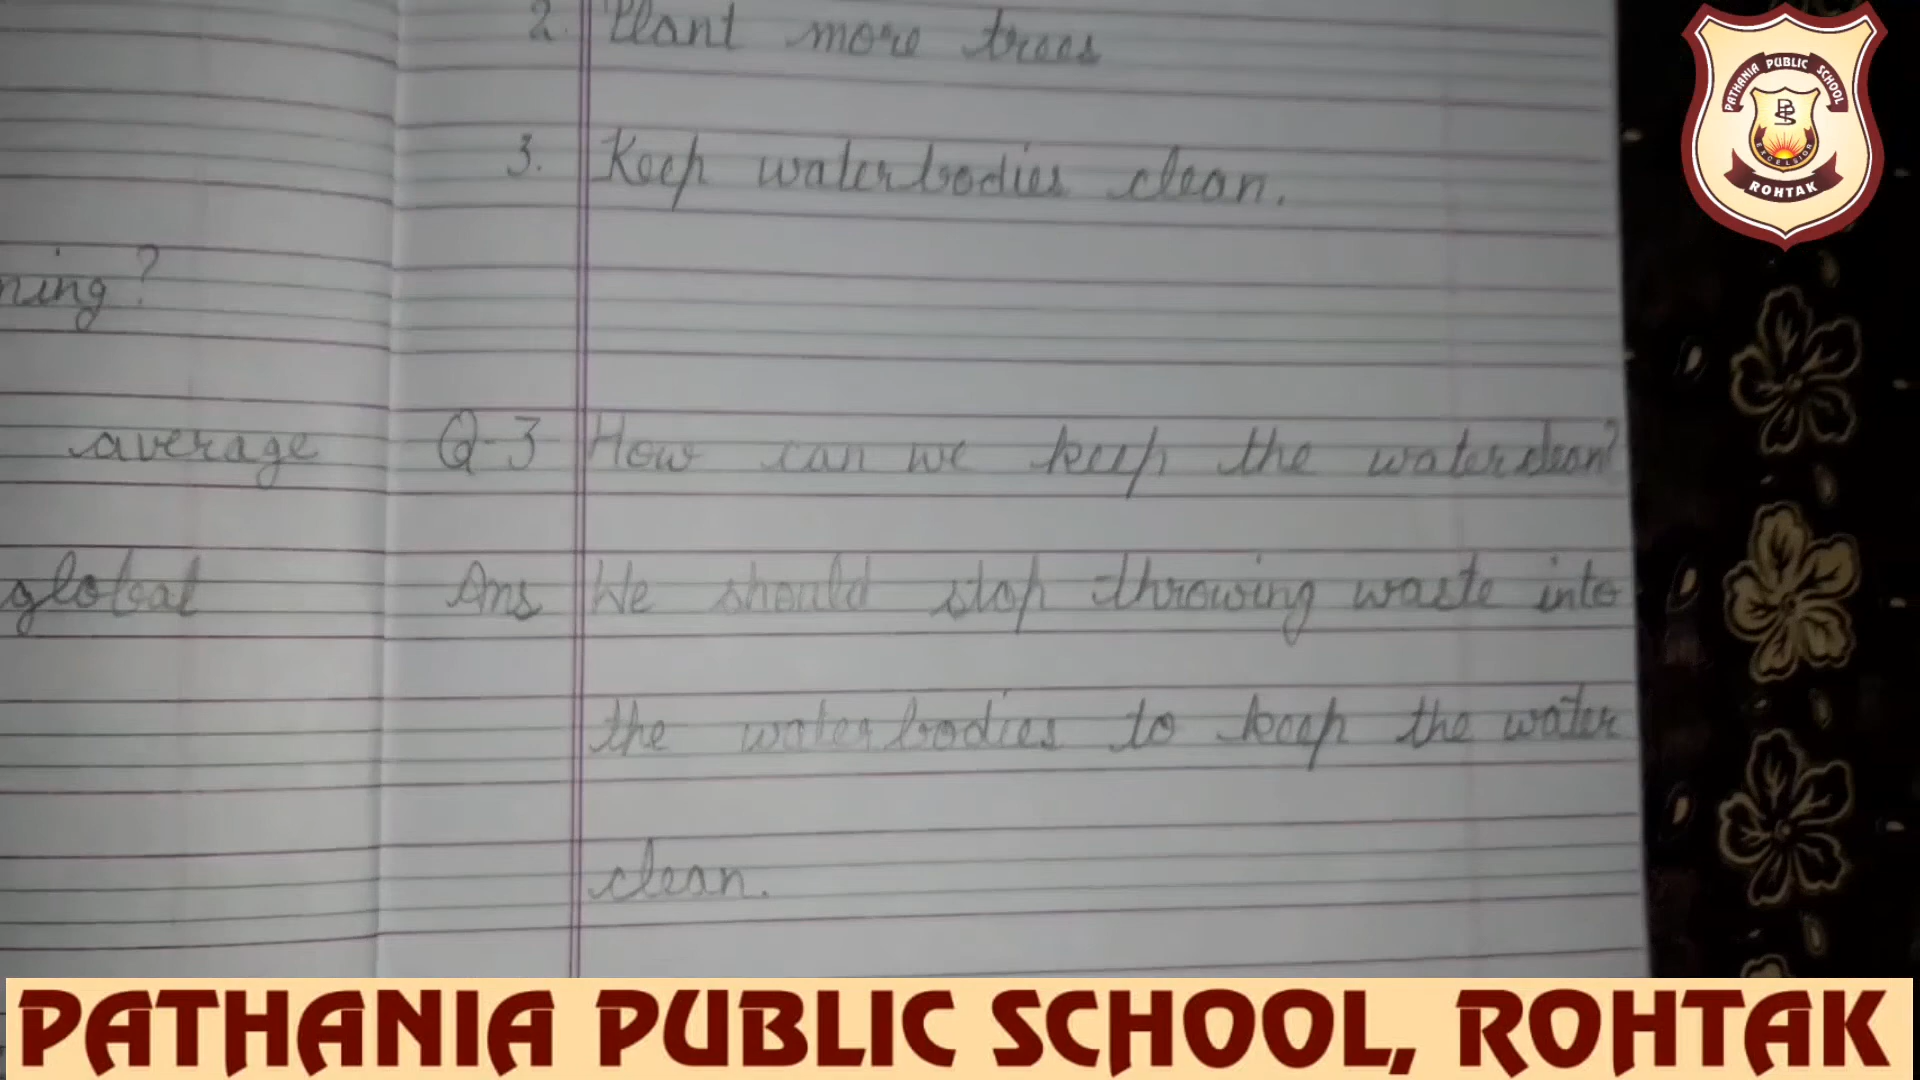 2. Plant more trees
3. Keep waterbodies clean.
ning?
average
global
Q-3 How can we keep the water clean?
Ans We should stop throwing waste into
the waterbodies to keep the water
clean.
PATHANIA PUBLIC SCHOOL
EXCELSIOR
ROHTAK
PATHANIA PUBLIC SCHOOL, ROHTAK